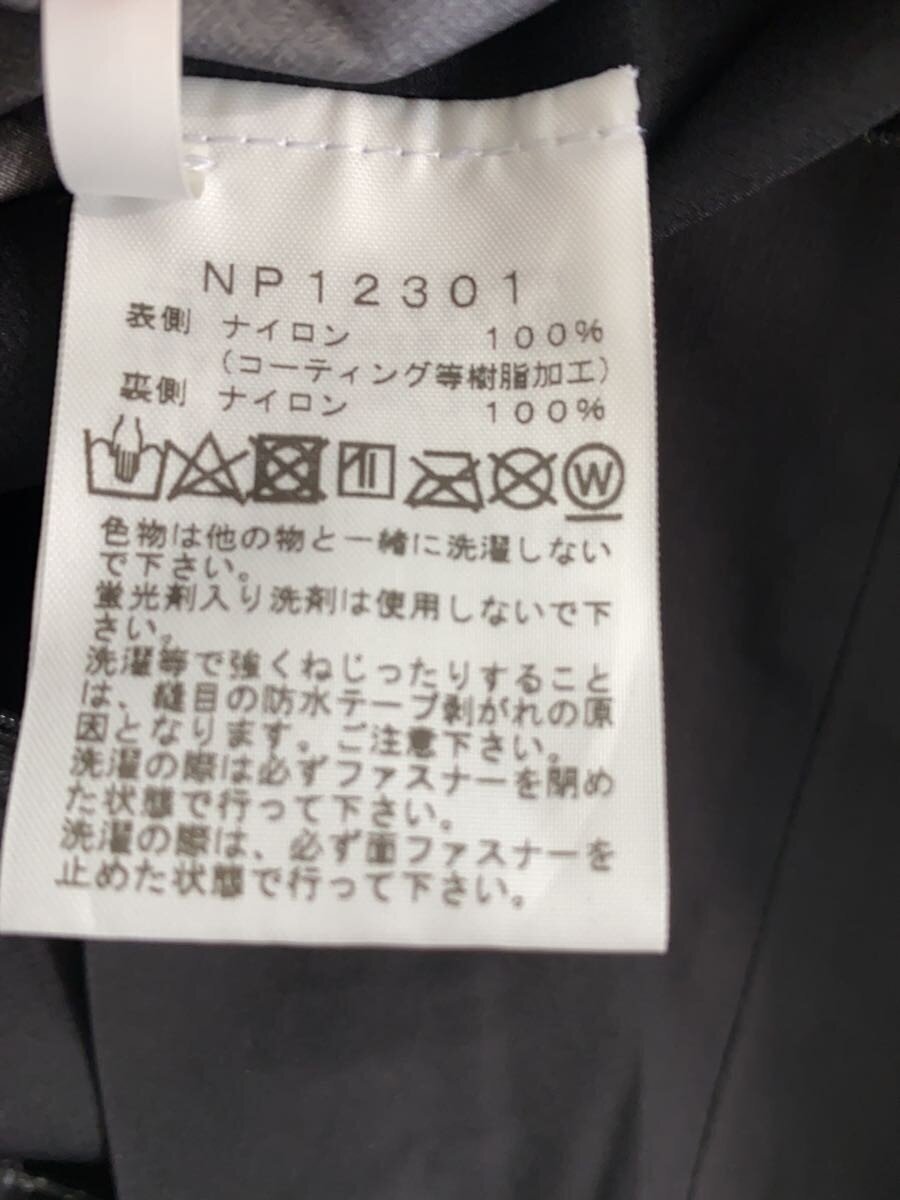 NP12301
表側 ナイロン 100%
(コーティング等樹脂加工)
裏側 ナイロン 100%
W
色物は他の物と一緒に洗濯しない
で下さい。
蛍光剤入り洗剤は使用しないで下
さい。
洗濯等で強くねじったりすること
は、縫目の防水テープ剥がれの原
因となります。ご注意下さい。
洗濯の際は必ずファスナーを閉め
た状態で行って下さい。
洗濯の際は、必ず面ファスナーを
止めた状態で行って下さい。